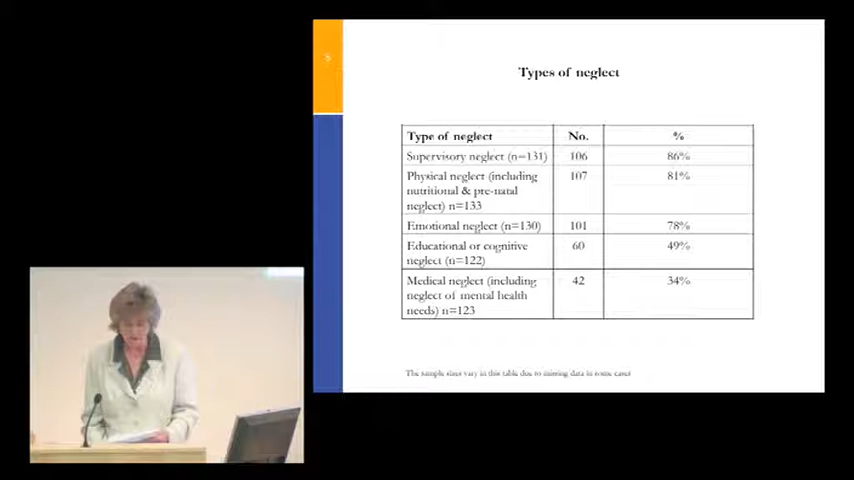 Types of neglect
Type of neglect No. %
Supervisory neglect (n=131) 106 86%
Physical neglect (including 107 81%
nutritional & pre-natal
neglect) n=133
Emotional neglect (n=130) 101 78%
Educational or cognitive 60 49%
neglect (n=122)
Medical neglect (including 42 34%
neglect of mental health
needs) n=123
The sample sizes vary in this table due to missing data in some cases